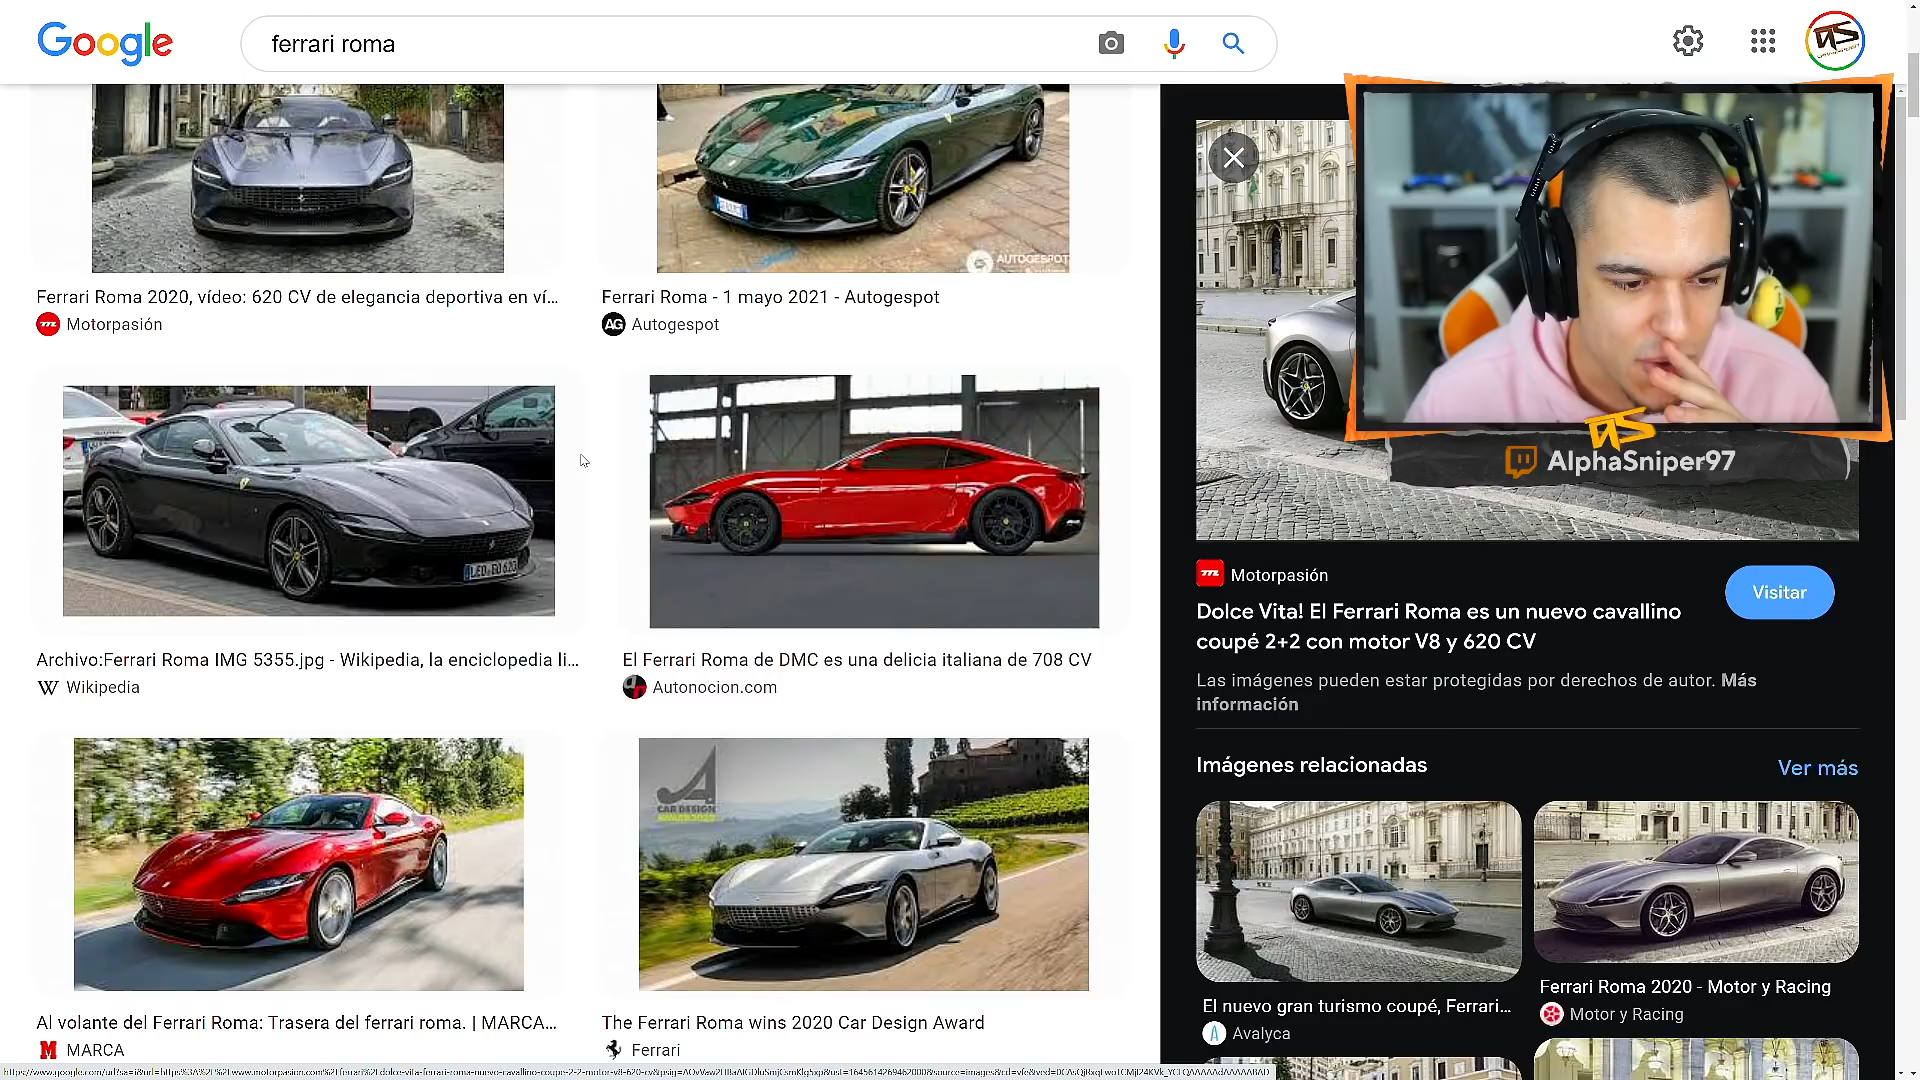 Google
ferrari roma
Ferrari Roma 2020, vídeo: 620 CV de elegancia deportiva en ví...
Motorpasión
AUTOGESPOT
Ferrari Roma - 1 mayo 2021 - Autogespot
AG Autogespot
AlphaSniper97
Archivo:Ferrari Roma IMG 5355.jpg - Wikipedia, la enciclopedia li...
W Wikipedia
El Ferrari Roma de DMC es una delicia italiana de 708 CV
Autonocion.com
CAR DESIGN
AWARD 2020
Al volante del Ferrari Roma: Trasera del ferrari roma. | MARCA...
M MARCA
The Ferrari Roma wins 2020 Car Design Award
Ferrari
Motorpasión
Visitar
Dolce Vita! El Ferrari Roma es un nuevo cavallino
coupé 2+2 con motor V8 y 620 CV
Las imágenes pueden estar protegidas por derechos de autor. Más
información
Imágenes relacionadas
Ver más
El nuevo gran turismo coupé, Ferrari...
Avalyca
Ferrari Roma 2020 - Motor y Racing
Motor y Racing